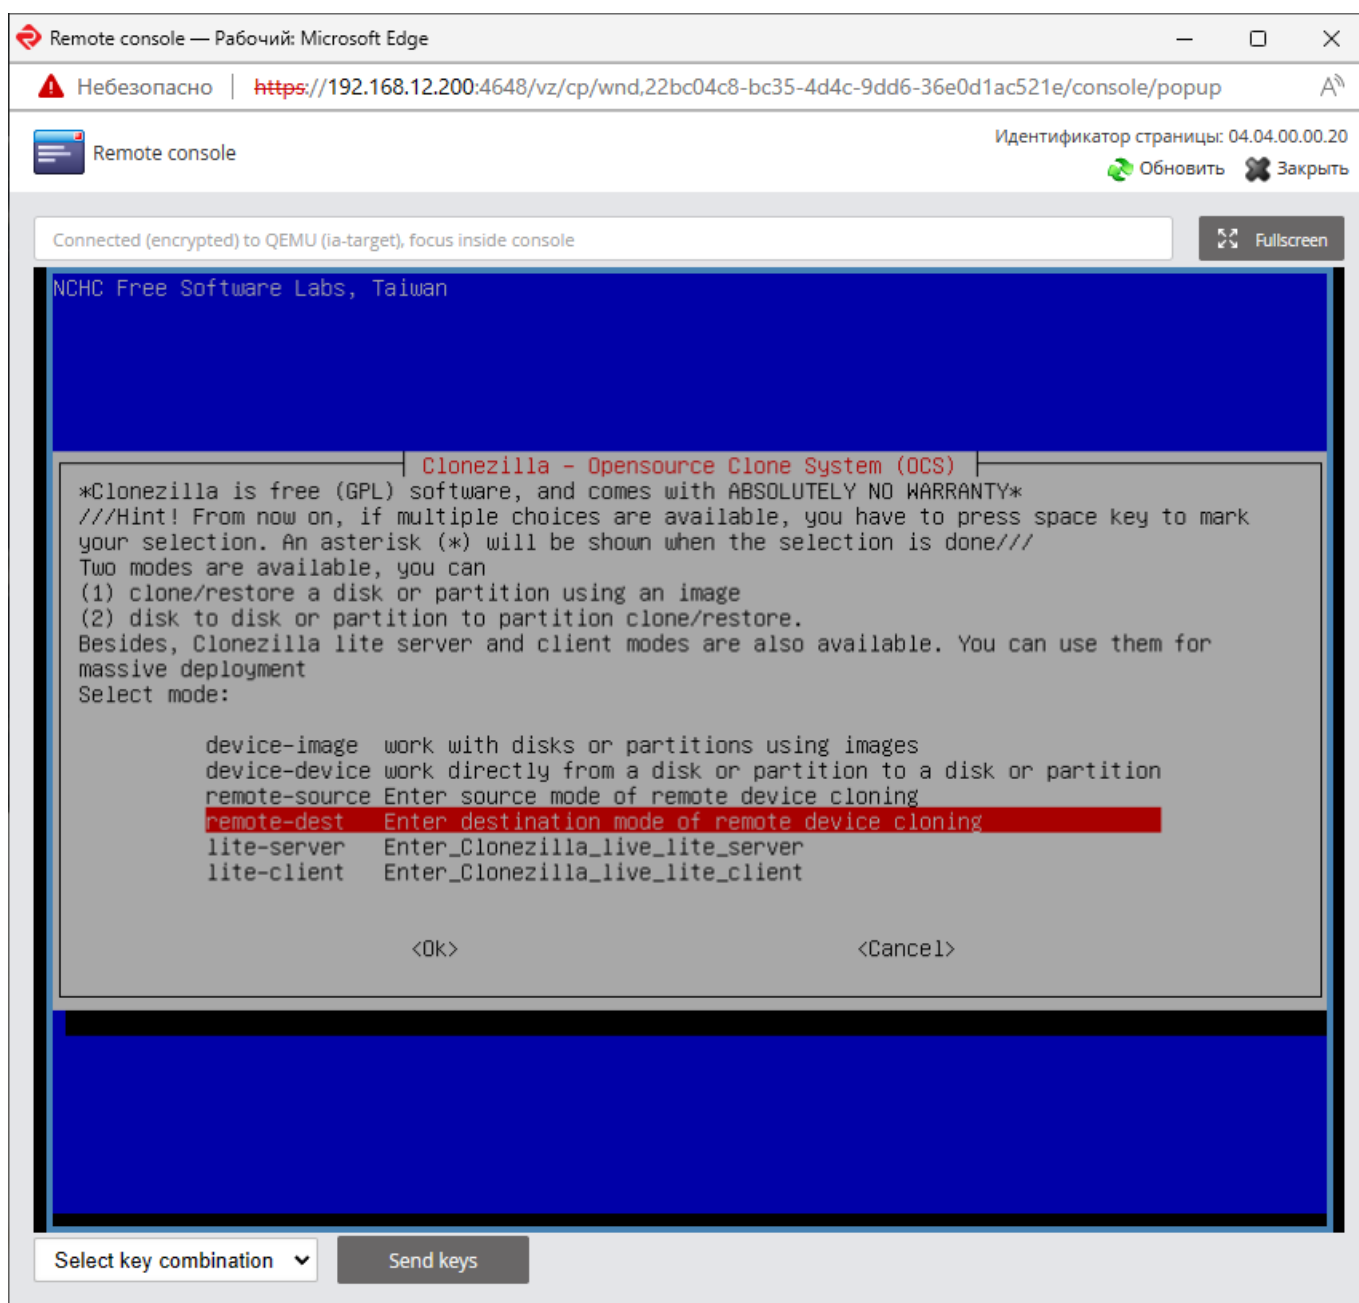 Remote console — Рабочий: Microsoft Edge
Небезопасно https://192.168.12.200:4648/vz/cp/wnd,22bc04c8-bc35-4d4c-9dd6-36e0d1ac521e/console/popup A
Remote console
Идентификатор страницы: 04.04.00.00.20
Обновить Закрыть
Connected (encrypted) to QEMU (ia-target), focus inside console
Fullscreen
NCHC Free Software Labs, Taiwan
Clonezilla - Opensource Clone System (OCS)
*Clonezilla is free (GPL) software, and comes with ABSOLUTELY NO WARRANTY*
///Hint! From now on, if multiple choices are available, you have to press space key to mark
your selection. An asterisk (*) will be shown when the selection is done///
Two modes are available, you can
(1) clone/restore a disk or partition using an image
(2) disk to disk or partition to partition clone/restore.
Besides, Clonezilla lite server and client modes are also available. You can use them for
massive deployment
Select mode:
device-image work with disks or partitions using images
device-device work directly from a disk or partition to a disk or partition
remote-source Enter source mode of remote device cloning
remote-dest Enter destination mode of remote device cloning
lite-server Enter_Clonezilla_live_lite_server
lite-client Enter_Clonezilla_live_lite_client
<Ok> <Cancel>
Select key combination Send keys